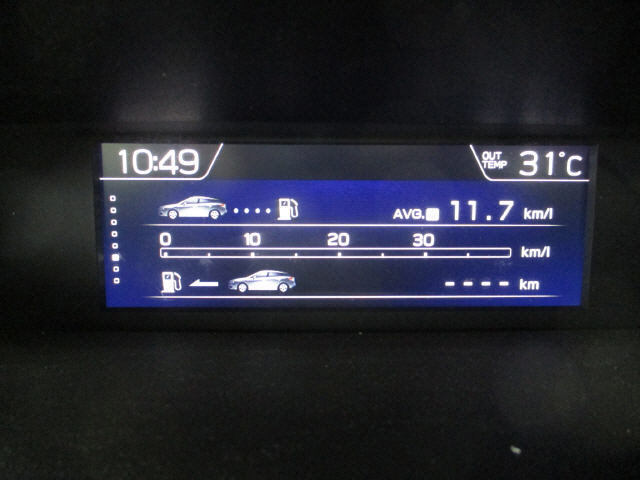 10:49 OUT TEMP 31°C
AVG. 11.7 km/l
0 10 20 30
km/l
---- km